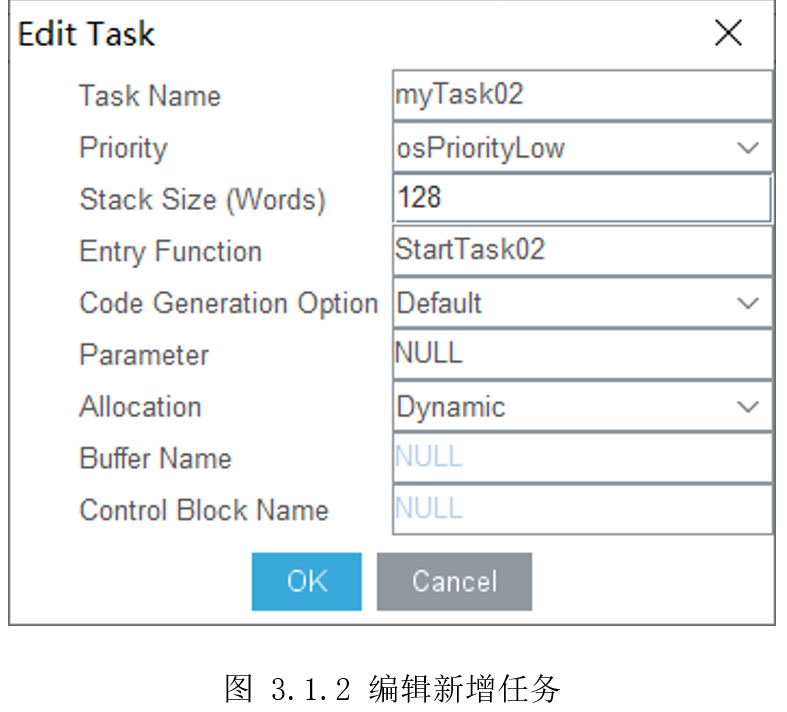 Edit Task
Task Name myTask02
Priority osPriorityLow
Stack Size (Words) 128
Entry Function StartTask02
Code Generation Option Default
Parameter NULL
Allocation Dynamic
Buffer Name NULL
Control Block Name NULL
OK Cancel
图 3.1.2 编辑新增任务